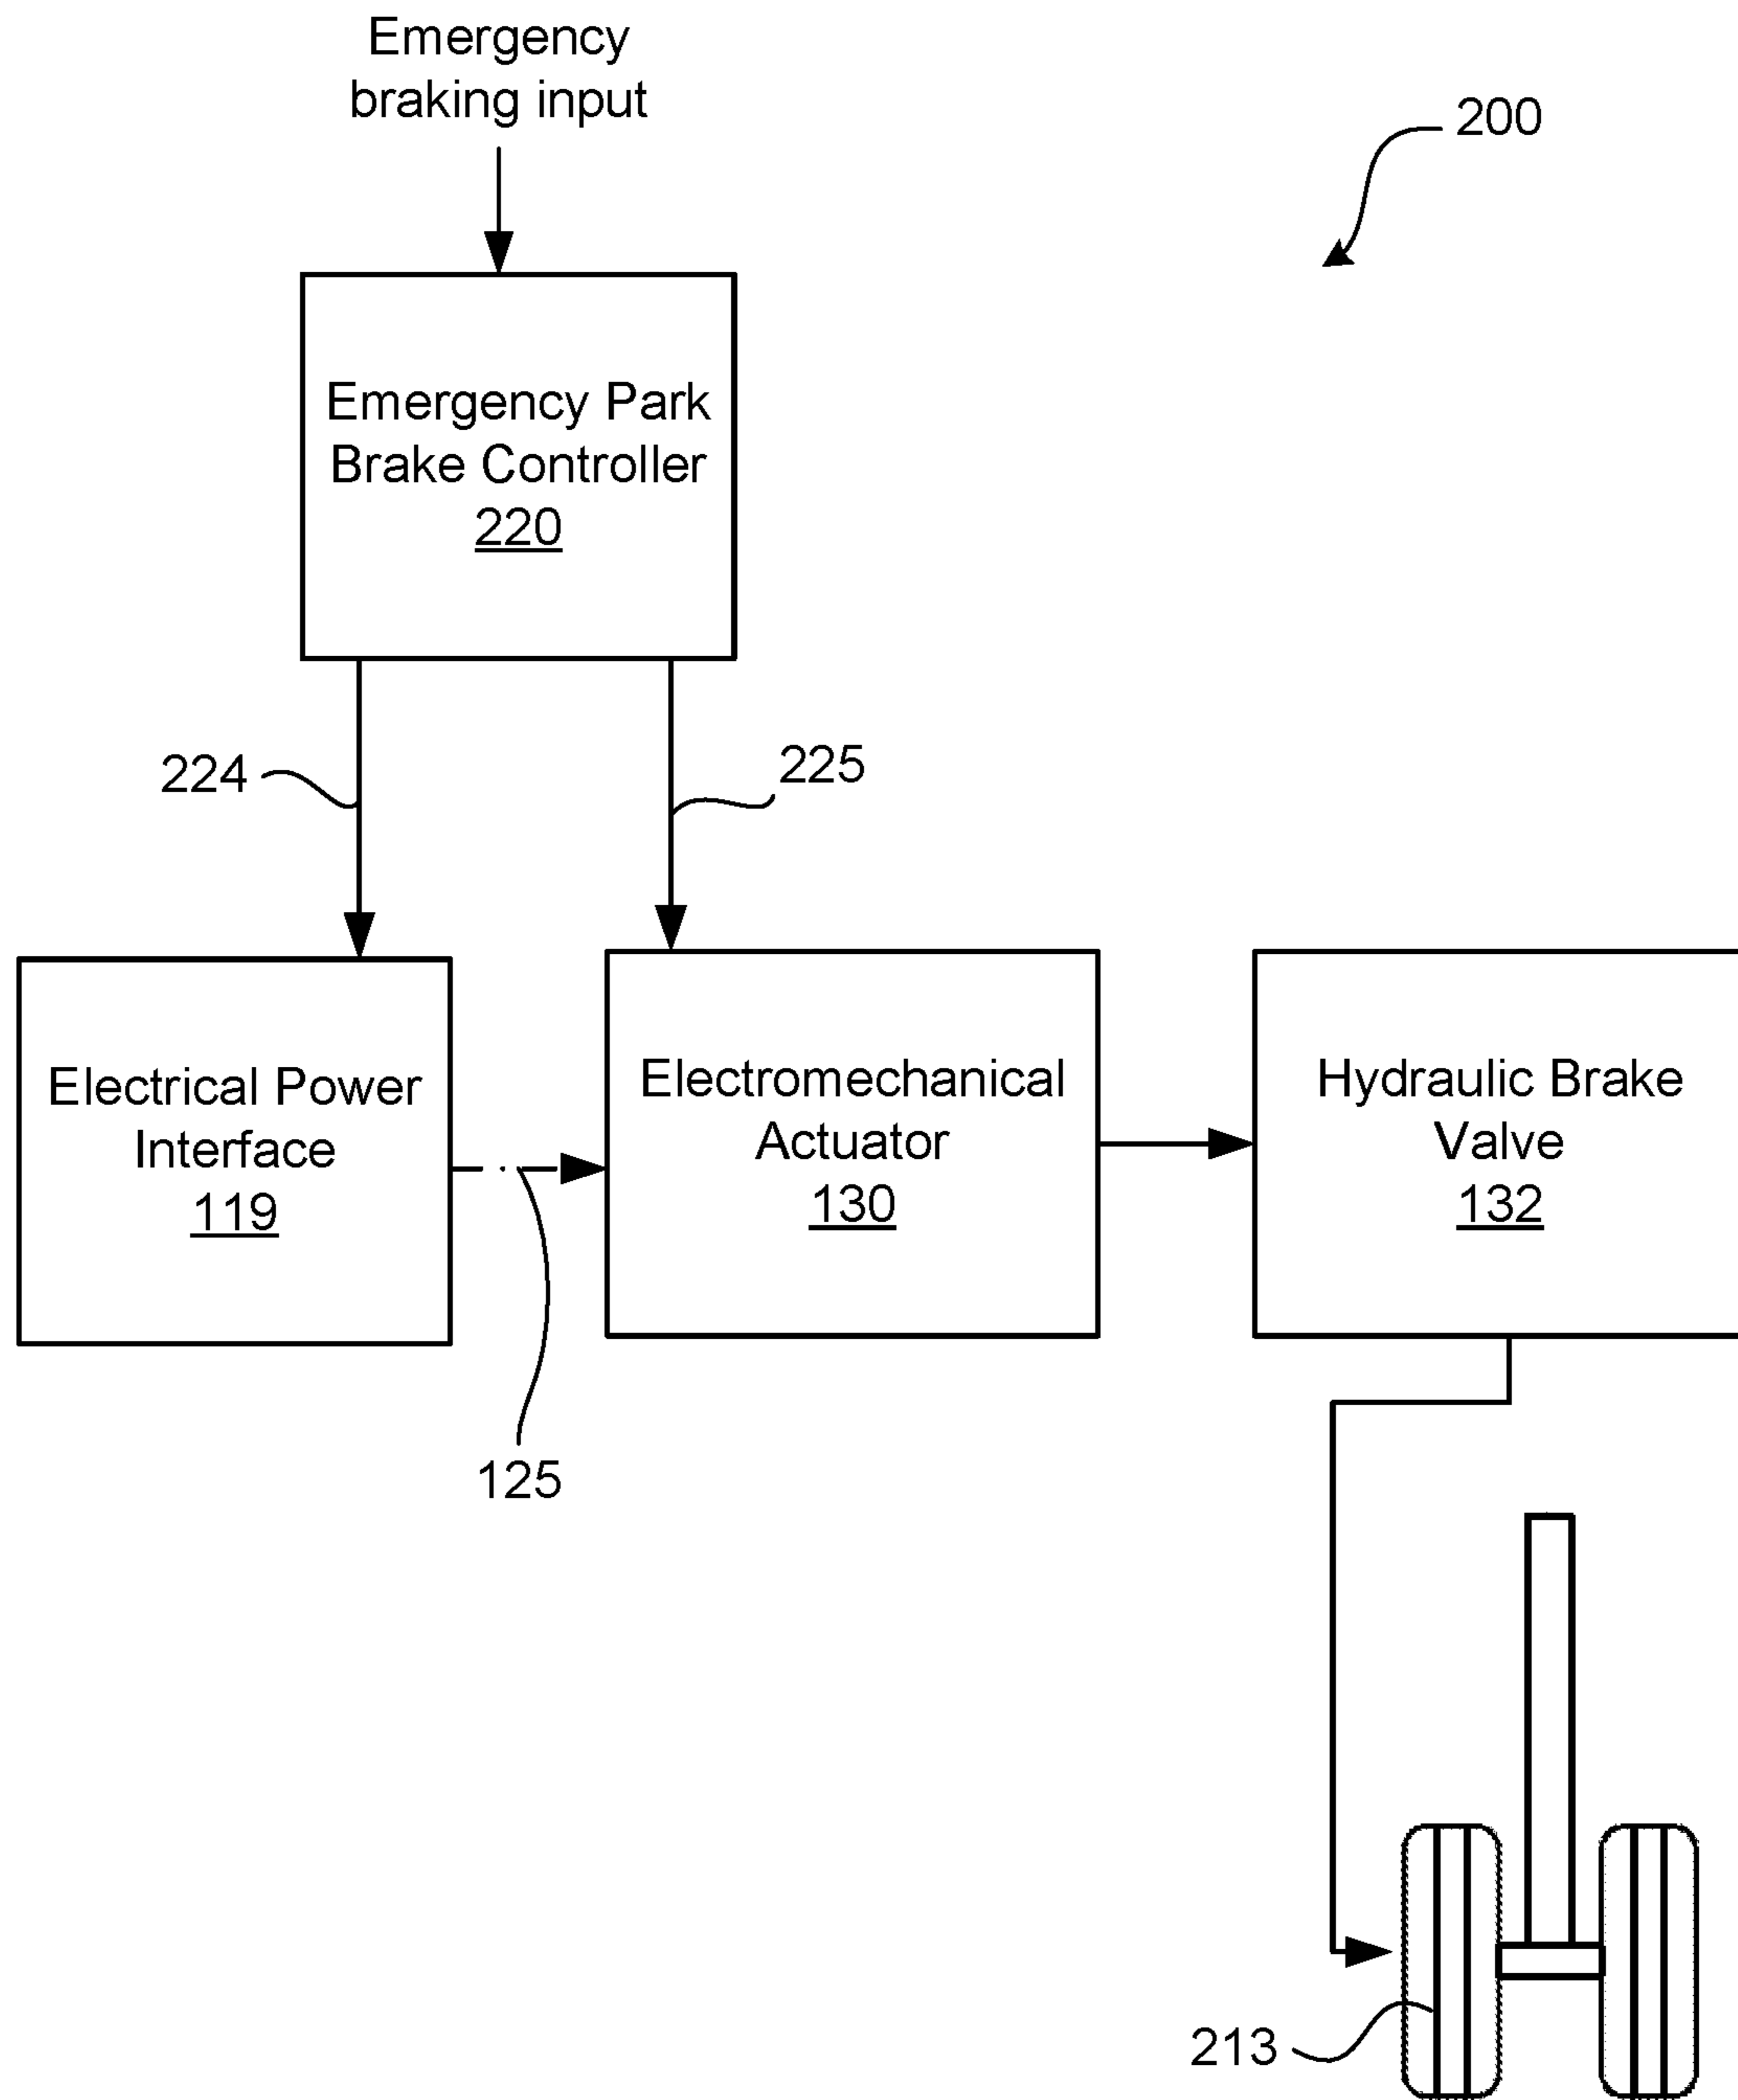 Emergency
braking input
200
Emergency Park
Brake Controller
220
224
225
Electrical Power
Interface
119
Electromechanical
Actuator
130
Hydraulic Brake
Valve
132
125
213